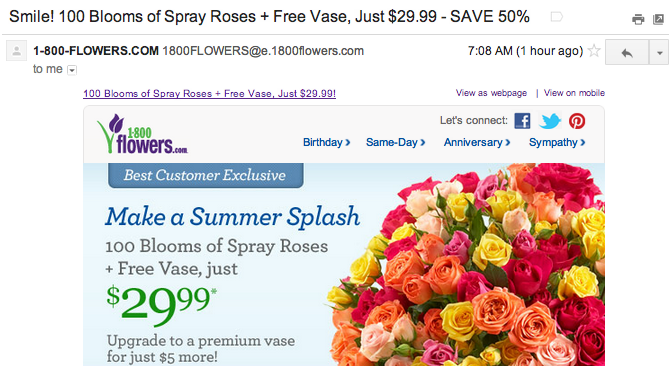 Smile! 100 Blooms of Spray Roses + Free Vase, Just $29.99 - SAVE 50%
1-800-FLOWERS.COM 1800FLOWERS@e.1800flowers.com 7:08 AM (1 hour ago)
to me
100 Blooms of Spray Roses + Free Vase, Just $29.99! View as webpage | View on mobile
Let's connect:
1·800 flowers.com
Birthday › Same-Day › Anniversary › Sympathy ›
Best Customer Exclusive
Make a Summer Splash
100 Blooms of Spray Roses
+ Free Vase, just
$29.99*
Upgrade to a premium vase
for just $5 more!